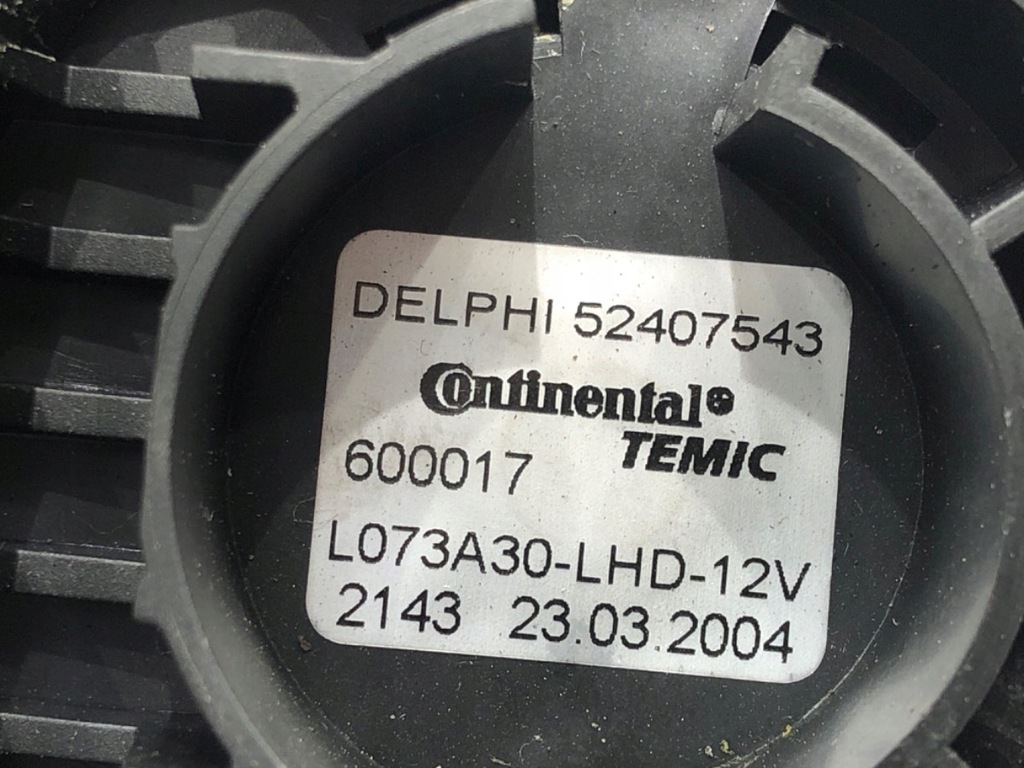 DELPHI 52407543
Continental®
TEMIC
600017
L073A30-LHD-12V
2143 23.03.2004